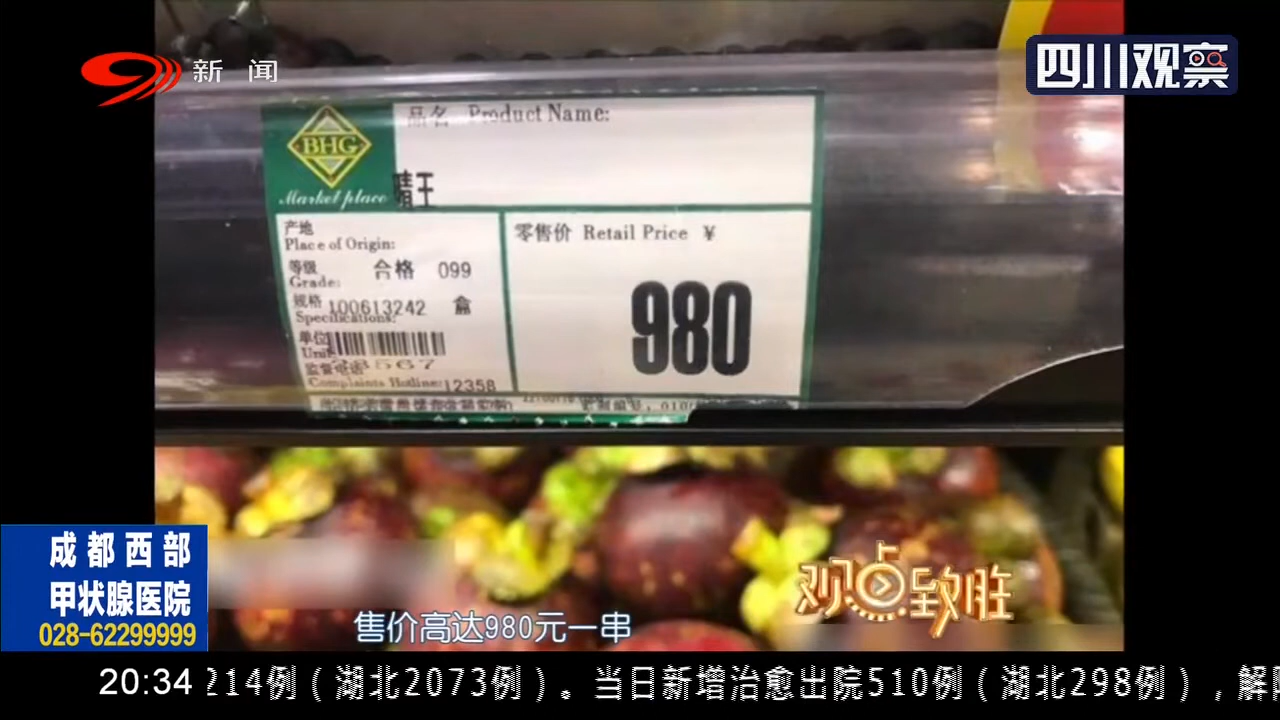 新 闻
四川观察
BHG
Market place
品名 Product Name:
晴王
产地
Place of Origin:
等级 合格 099
Grade:
规格 100613242 盒
Specifications:
单位
Unit
监督电话
Complaints Hotline: 12358
零售价 Retail Price ¥
980
成都西部
甲状腺医院
028-62299999
观点致胜
售价高达980元一串
20:34 214例（湖北2073例）。当日新增治愈出院510例（湖北298例），解